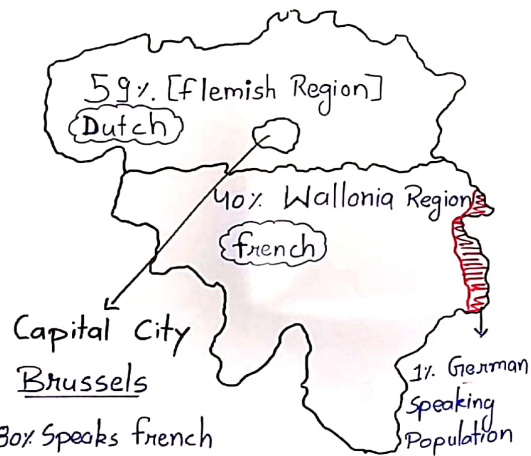 59%. [flemish Region]
Dutch
40% Wallonia Region
french
Capital City
Brussels
80% Speaks french
1% German
Speaking
Population